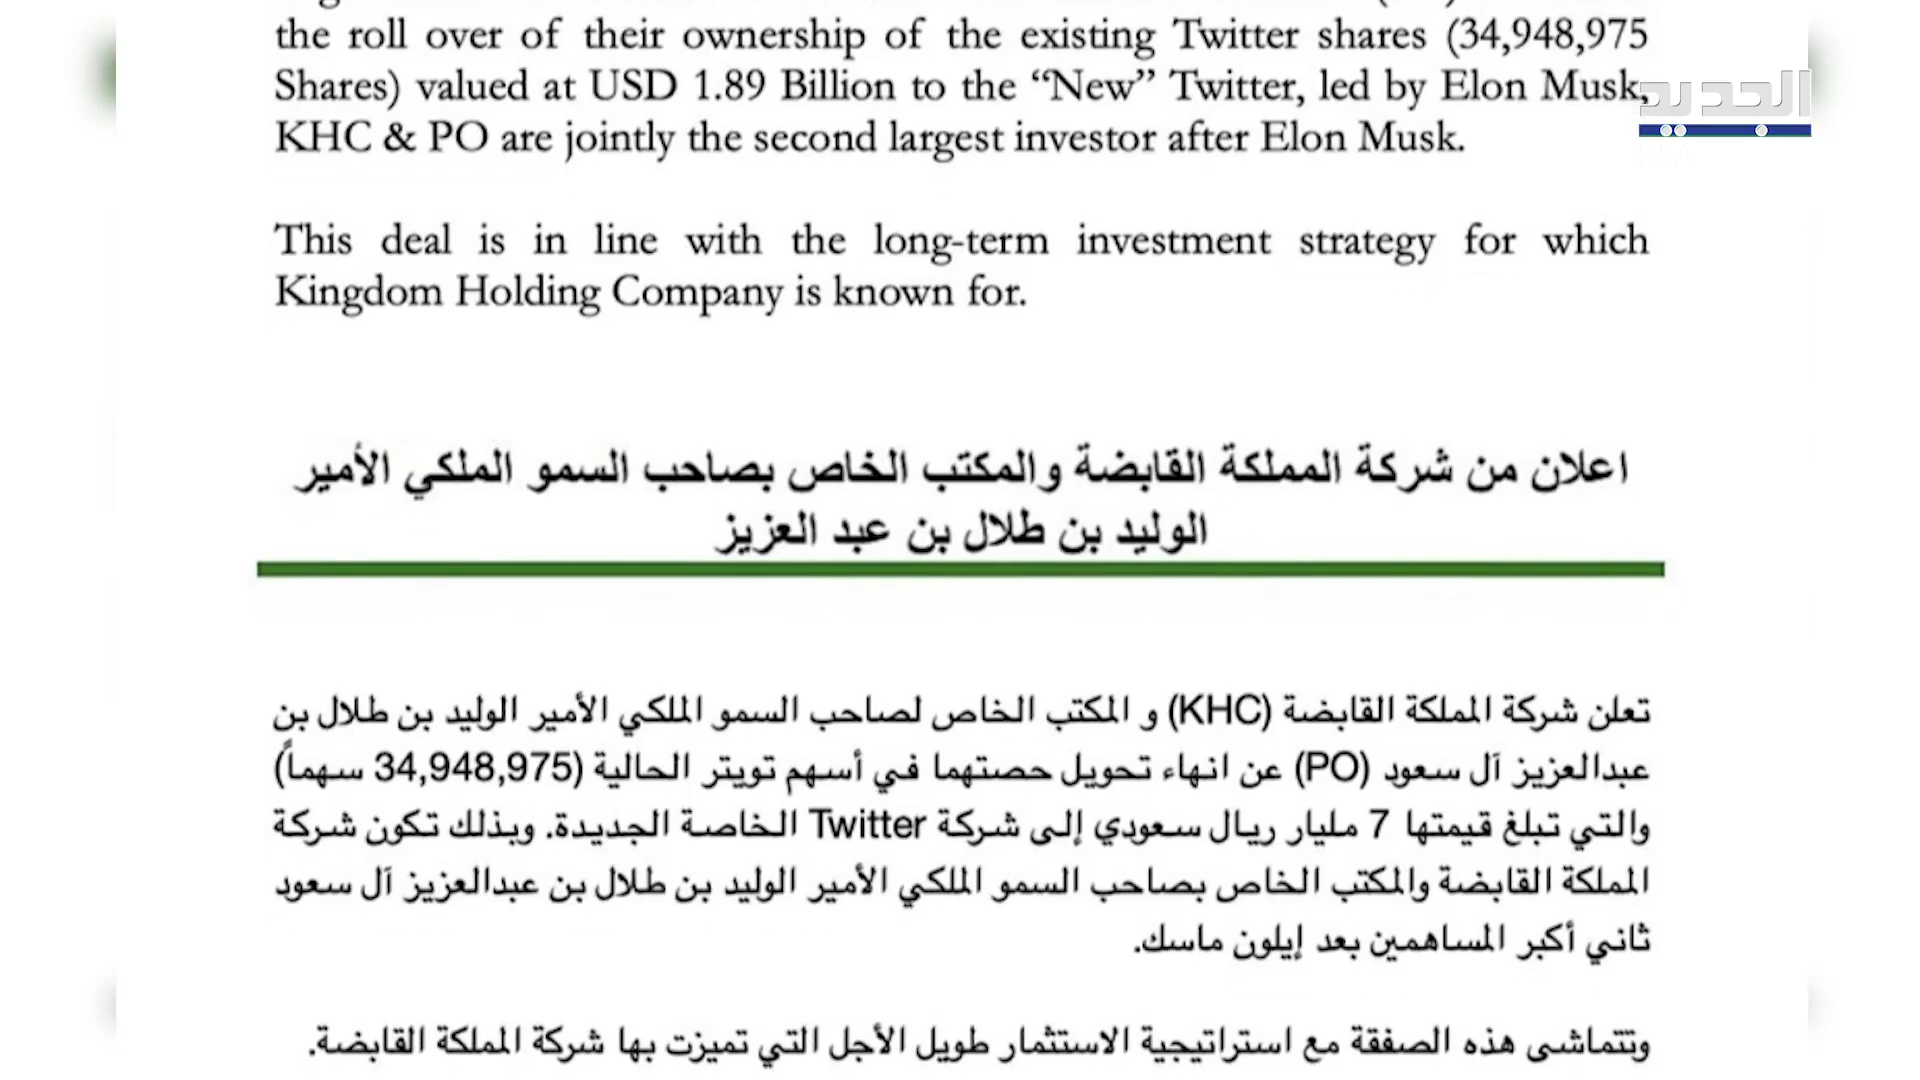 the roll over of their ownership of the existing Twitter shares (34,948,975
Shares) valued at USD 1.89 Billion to the “New” Twitter, led by Elon Musk,
KHC & PO are jointly the second largest investor after Elon Musk.
الجديد
This deal is in line with the long-term investment strategy for which
Kingdom Holding Company is known for.
اعلان من شركة المملكة القابضة والمكتب الخاص بصاحب السمو الملكي الأمير
الوليد بن طلال بن عبد العزيز
تعلن شركة المملكة القابضة (KHC) و المكتب الخاص لصاحب السمو الملكي الأمير الوليد بن طلال بن
عبدالعزيز آل سعود (PO) عن انهاء تحويل حصتهما في أسهم تويتر الحالية (34,948,975 سهماً)
والتي تبلغ قيمتها 7 مليار ريال سعودي إلى شركة Twitter الخاصة الجديدة. وبذلك تكون شركة
المملكة القابضة والمكتب الخاص بصاحب السمو الملكي الأمير الوليد بن طلال بن عبدالعزيز آل سعود
ثاني أكبر المساهمين بعد إيلون ماسك.
وتتماشى هذه الصفقة مع استراتيجية الاستثمار طويل الأجل التي تميزت بها شركة المملكة القابضة.